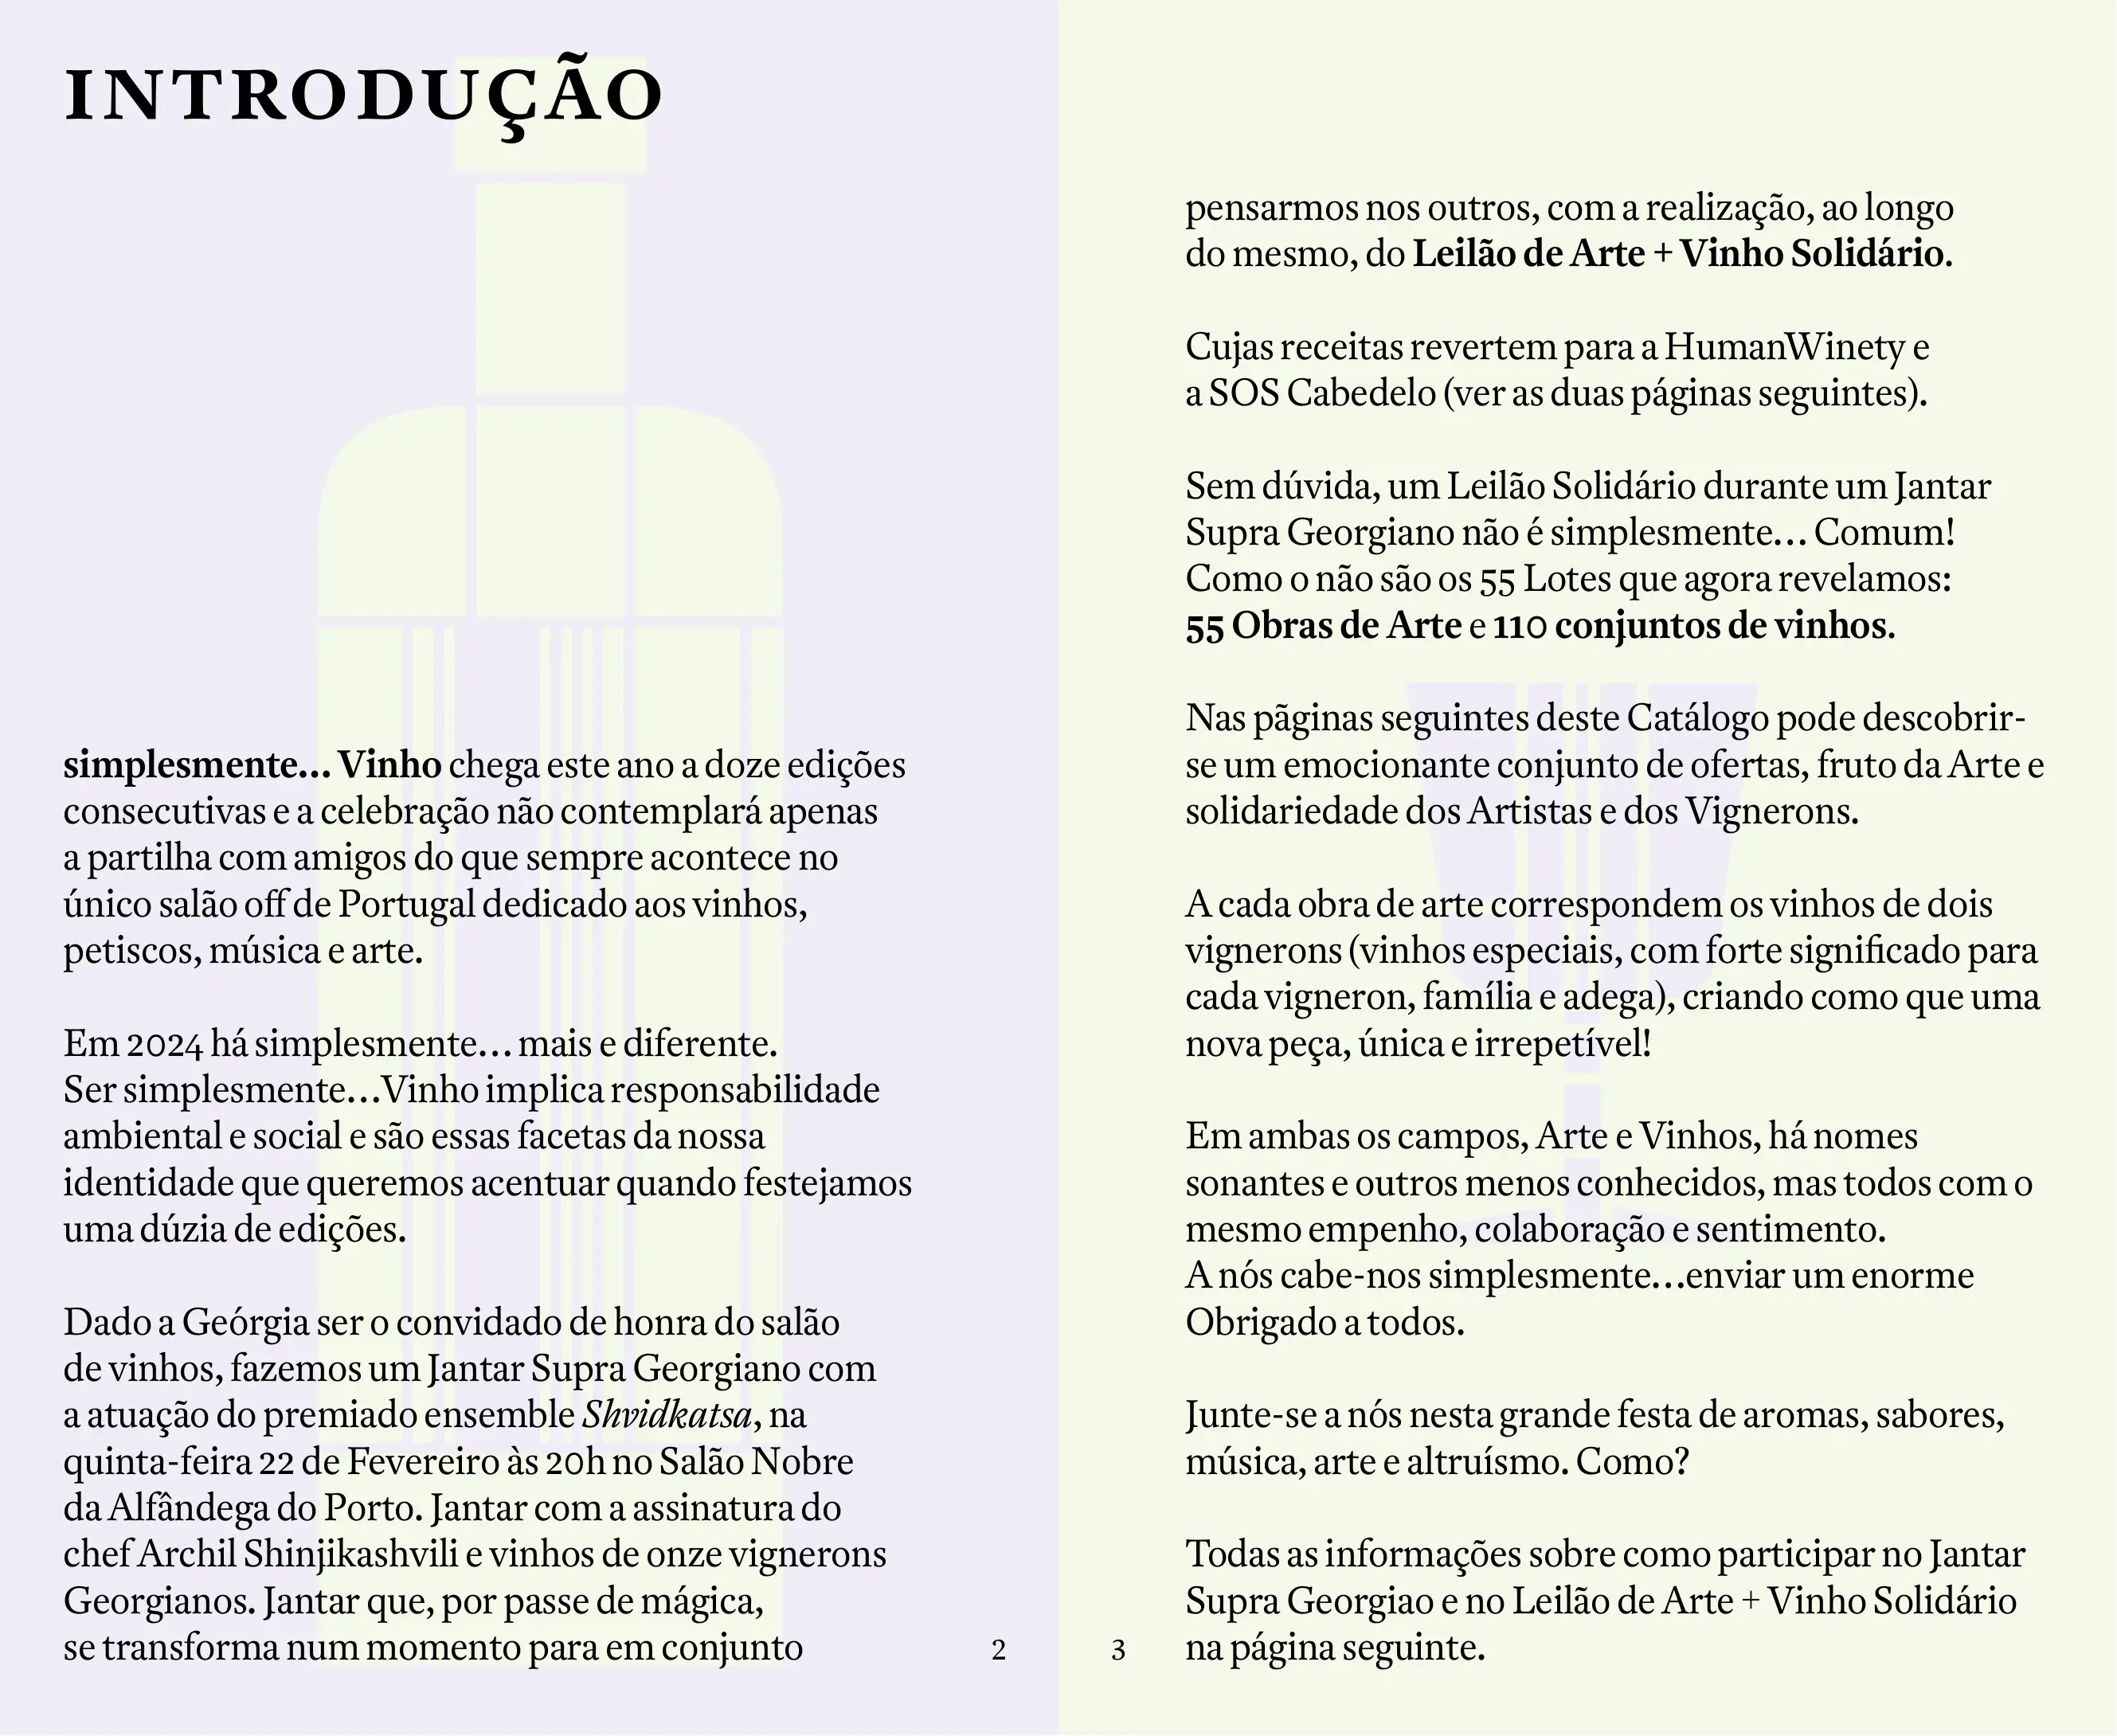 INTRODUÇÃO
simplesmente... Vinho chega este ano a doze edições
consecutivas e a celebração não contemplará apenas
a partilha com amigos do que sempre acontece no
único salão off de Portugal dedicado aos vinhos,
petiscos, música e arte.
Em 2024 há simplesmente... mais e diferente.
Ser simplesmente...Vinho implica responsabilidade
ambiental e social e são essas facetas da nossa
identidade que queremos acentuar quando festejamos
uma dúzia de edições.
Dado a Geórgia ser o convidado de honra do salão
de vinhos, fazemos um Jantar Supra Georgiano com
a atuação do premiado ensemble Shvidkatsa, na
quinta-feira 22 de Fevereiro às 20h no Salão Nobre
da Alfândega do Porto. Jantar com a assinatura do
chef Archil Shinjikashvili e vinhos de onze vignerons
Georgianos. Jantar que, por passe de mágica,
se transforma num momento para em conjunto
2
pensarmos nos outros, com a realização, ao longo
do mesmo, do Leilão de Arte + Vinho Solidário.
Cujas receitas revertem para a HumanWinety e
a SOS Cabedelo (ver as duas páginas seguintes).
Sem dúvida, um Leilão Solidário durante um Jantar
Supra Georgiano não é simplesmente... Comum!
Como o não são os 55 Lotes que agora revelamos:
55 Obras de Arte e 110 conjuntos de vinhos.
Nas pãginas seguintes deste Catálogo pode descobrir-
se um emocionante conjunto de ofertas, fruto da Arte e
solidariedade dos Artistas e dos Vignerons.
A cada obra de arte correspondem os vinhos de dois
vignerons (vinhos especiais, com forte significado para
cada vigneron, família e adega), criando como que uma
nova peça, única e irrepetível!
Em ambas os campos, Arte e Vinhos, há nomes
sonantes e outros menos conhecidos, mas todos com o
mesmo empenho, colaboração e sentimento.
A nós cabe-nos simplesmente...enviar um enorme
Obrigado a todos.
Junte-se a nós nesta grande festa de aromas, sabores,
música, arte e altruísmo. Como?
Todas as informações sobre como participar no Jantar
Supra Georgiao e no Leilão de Arte + Vinho Solidário
na página seguinte.
3